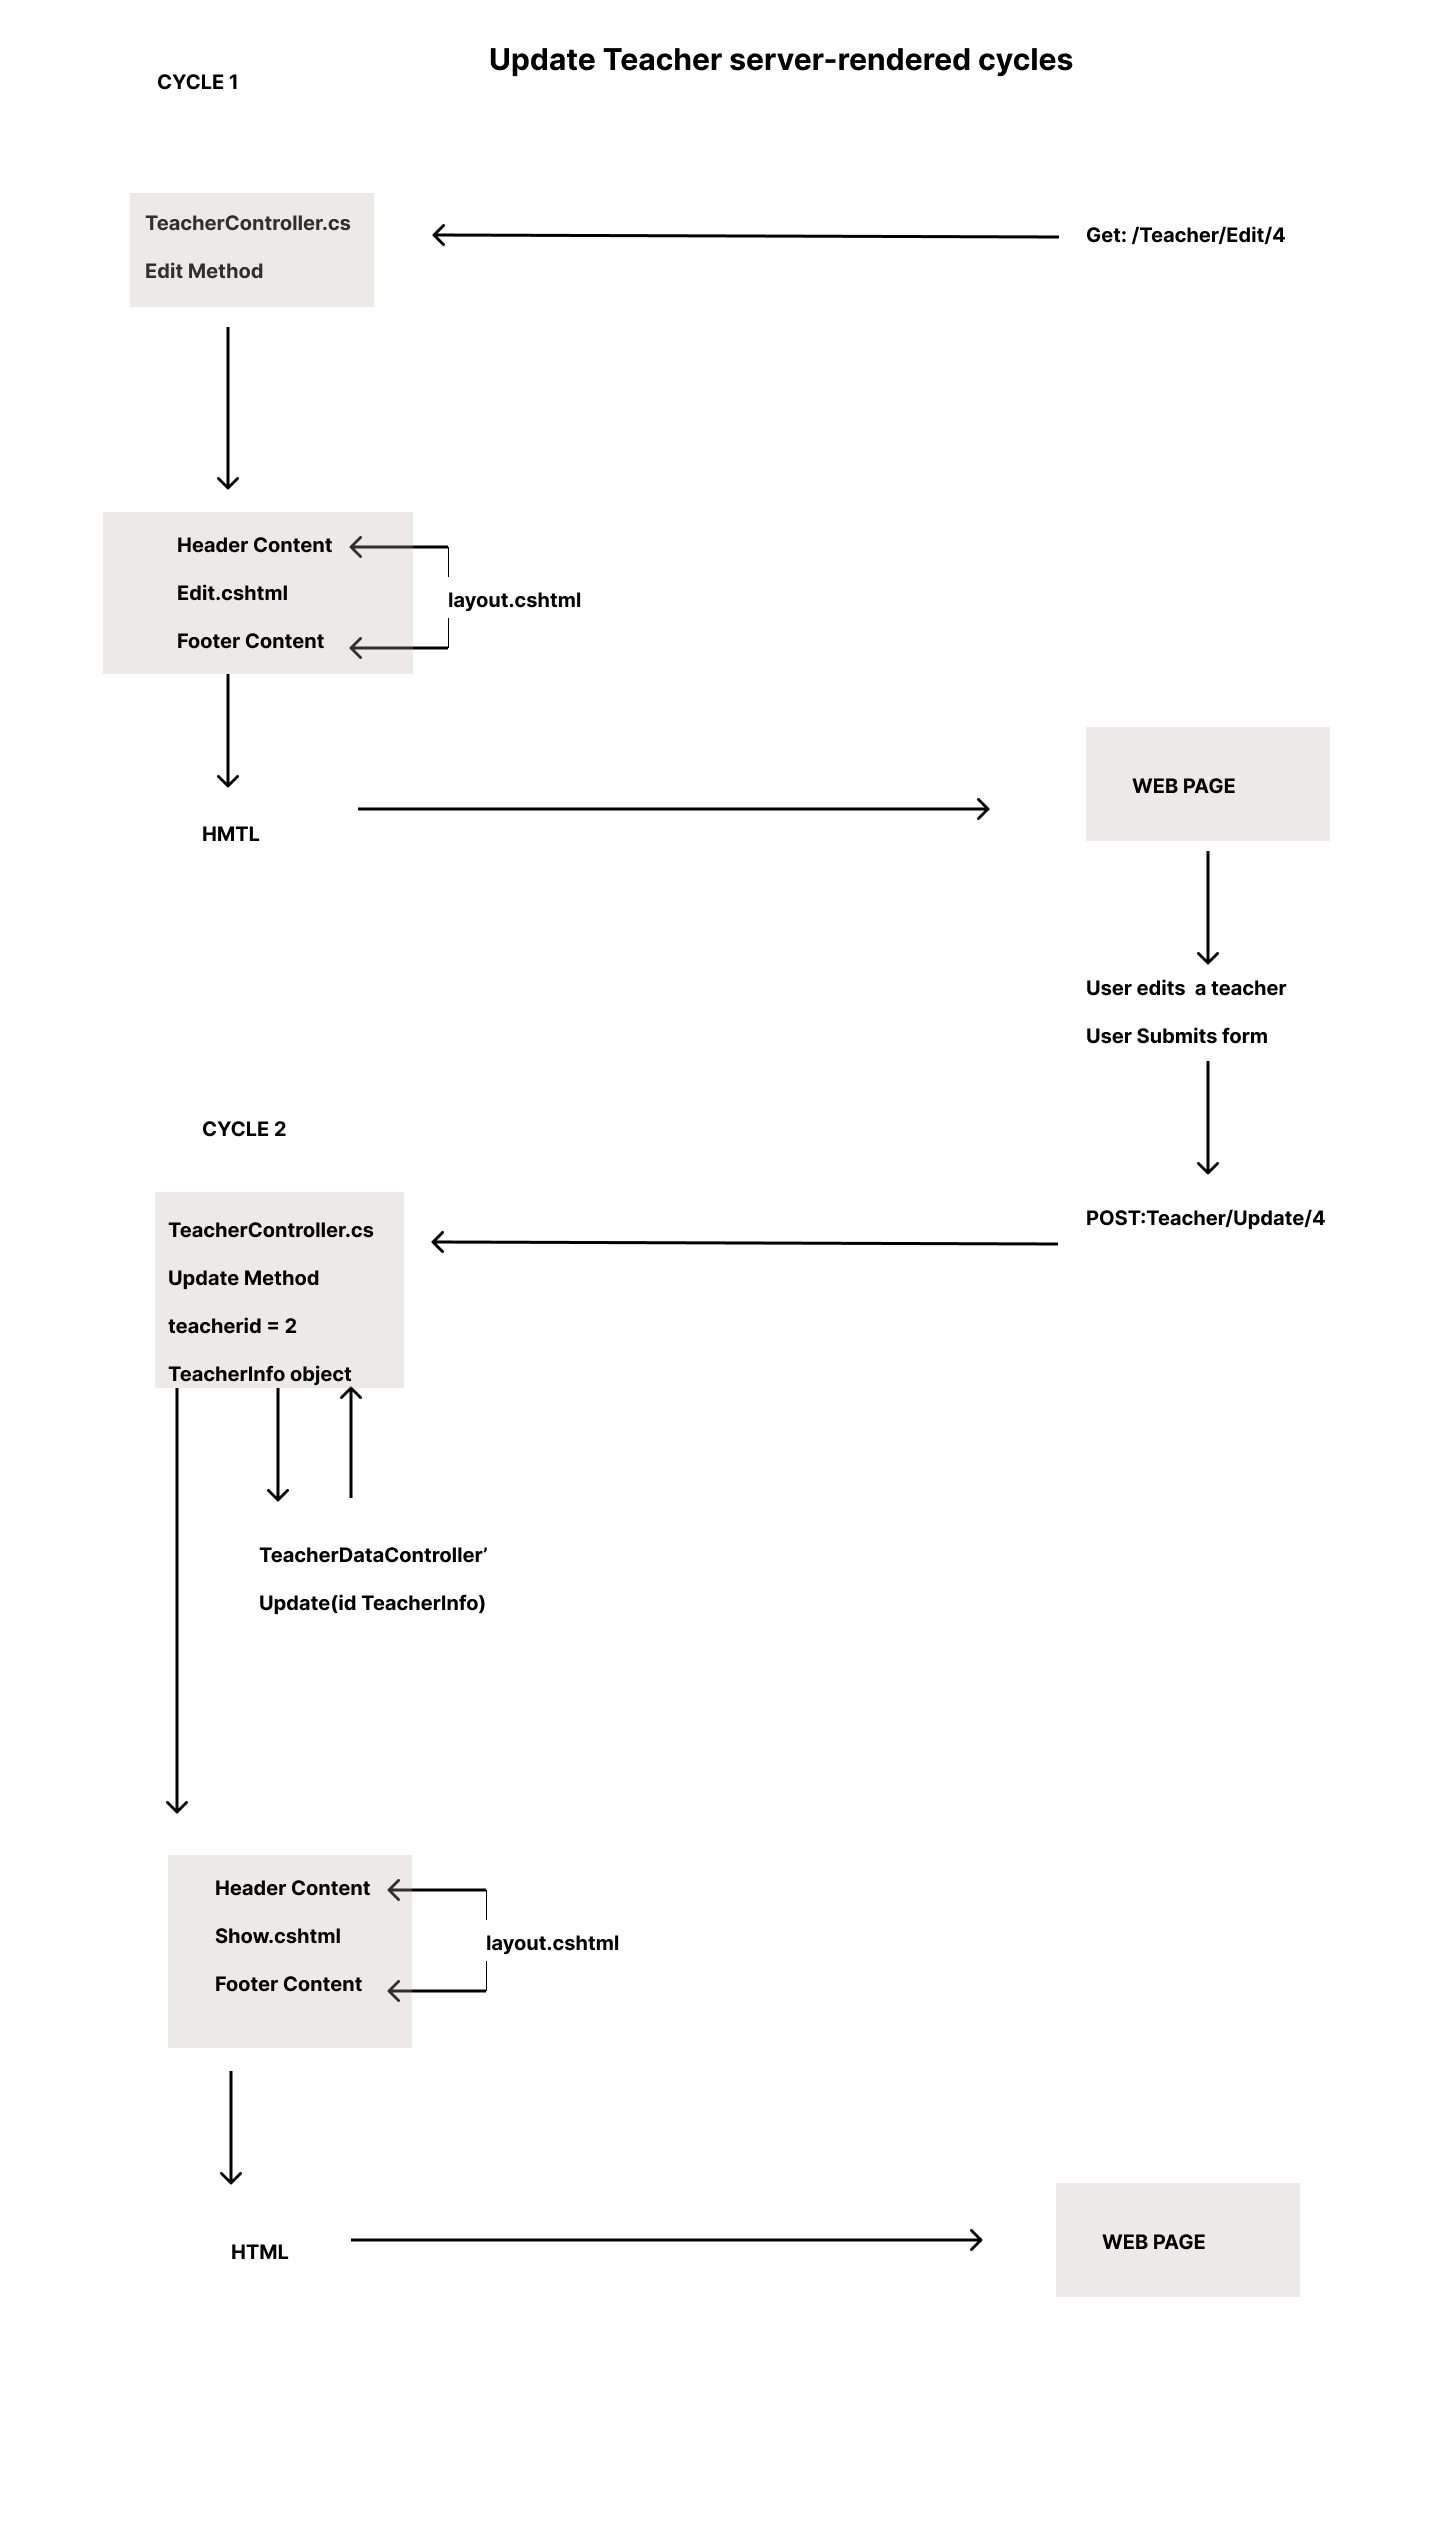 Update Teacher server-rendered cycles
CYCLE 1
TeacherController.cs
Edit Method
Get: /Teacher/Edit/4
Header Content
Edit.cshtml
Footer Content
layout.cshtml
WEB PAGE
HMTL
User edits  a teacher
User Submits form
CYCLE 2
POST:Teacher/Update/4
TeacherController.cs
Update Method
teacherid = 2
TeacherInfo object
TeacherDataController’
Update(id TeacherInfo)
Header Content
Show.cshtml
Footer Content
layout.cshtml
HTML
WEB PAGE